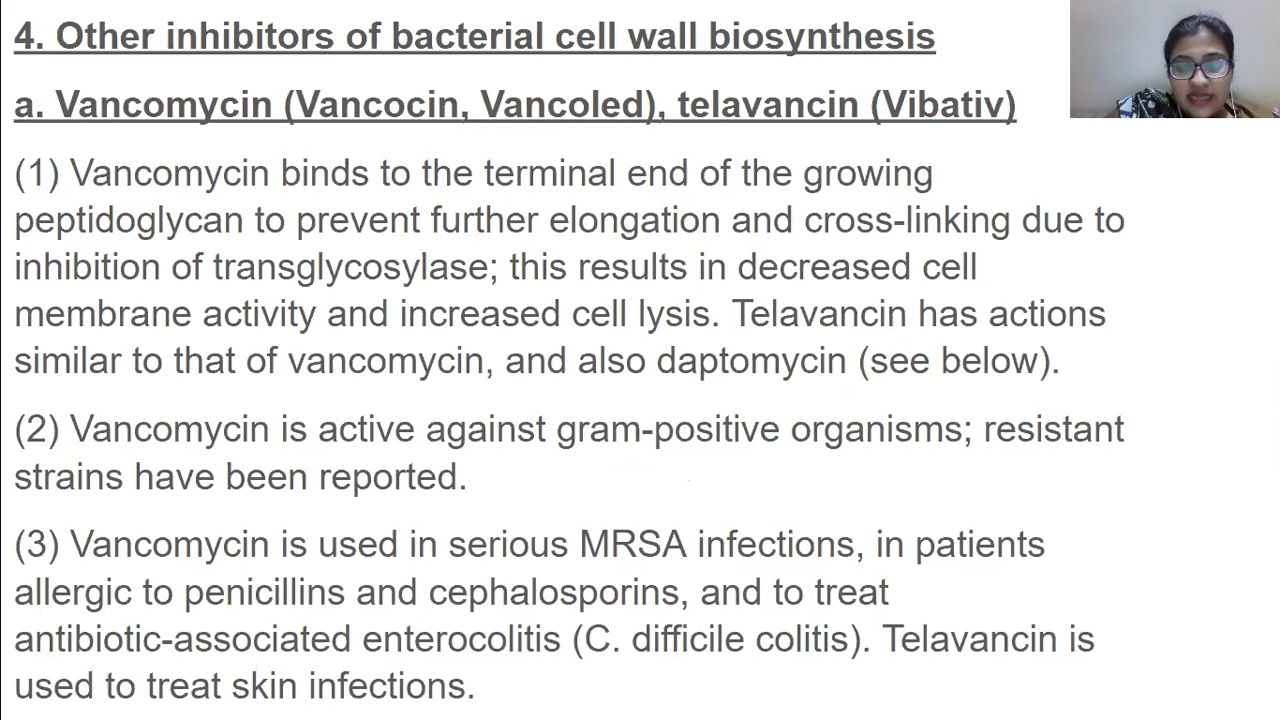 4. Other inhibitors of bacterial cell wall biosynthesis
a. Vancomycin (Vancocin, Vancoled), telavancin (Vibativ)
(1) Vancomycin binds to the terminal end of the growing
peptidoglycan to prevent further elongation and cross-linking due to
inhibition of transglycosylase; this results in decreased cell
membrane activity and increased cell lysis. Telavancin has actions
similar to that of vancomycin, and also daptomycin (see below).
(2) Vancomycin is active against gram-positive organisms; resistant
strains have been reported.
(3) Vancomycin is used in serious MRSA infections, in patients
allergic to penicillins and cephalosporins, and to treat
antibiotic-associated enterocolitis (C. difficile colitis). Telavancin is
used to treat skin infections.